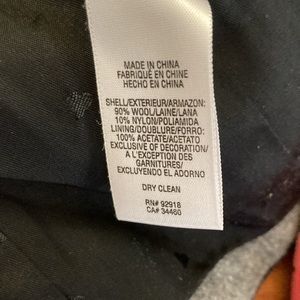 MADE IN CHINA
FABRIQUÉ EN CHINE
HECHO EN CHINA
SHELL/EXTERIEUR/ARMAZON:
90% WOOL/LAINE/LANA
10% NYLON/POLIAMIDA
LINING/DOUBLURE/FORRO:
100% ACETATE/ACETATO
EXCLUSIVE OF DECORATION/
A L'EXCEPTION DES
GARNITURES/
EXCLUYENDO EL ADORNO
DRY CLEAN
RN# 92918
CA# 34460